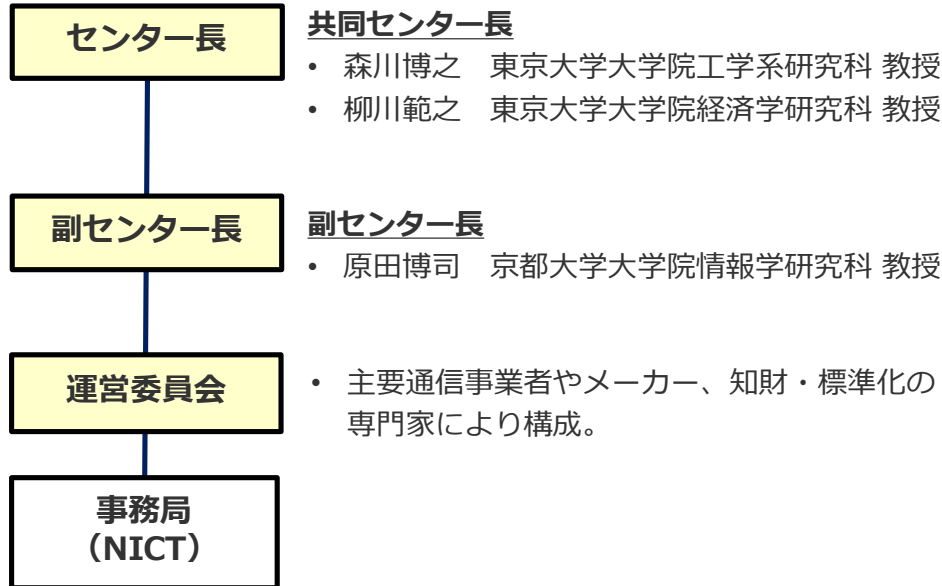 センター長
共同センター長
• 森川博之　東京大学大学院工学系研究科 教授
• 柳川範之　東京大学大学院経済学研究科 教授
副センター長
副センター長
• 原田博司　京都大学大学院情報学研究科 教授
運営委員会
• 主要通信事業者やメーカー、知財・標準化の
専門家により構成。
事務局
（NICT）